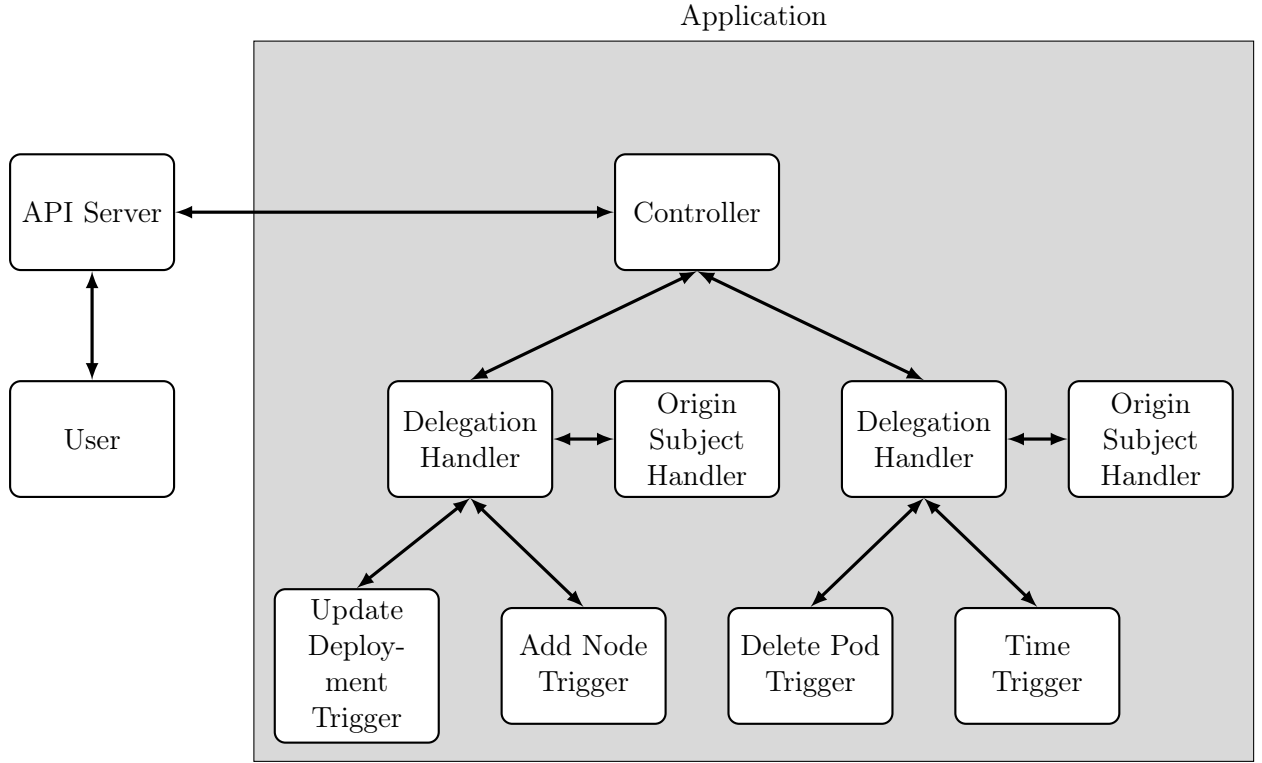 Application
API Server
Controller
User
Delegation
Handler
Origin
Subject
Handler
Delegation
Handler
Origin
Subject
Handler
Update
Deploy-
ment
Trigger
Add Node
Trigger
Delete Pod
Trigger
Time
Trigger